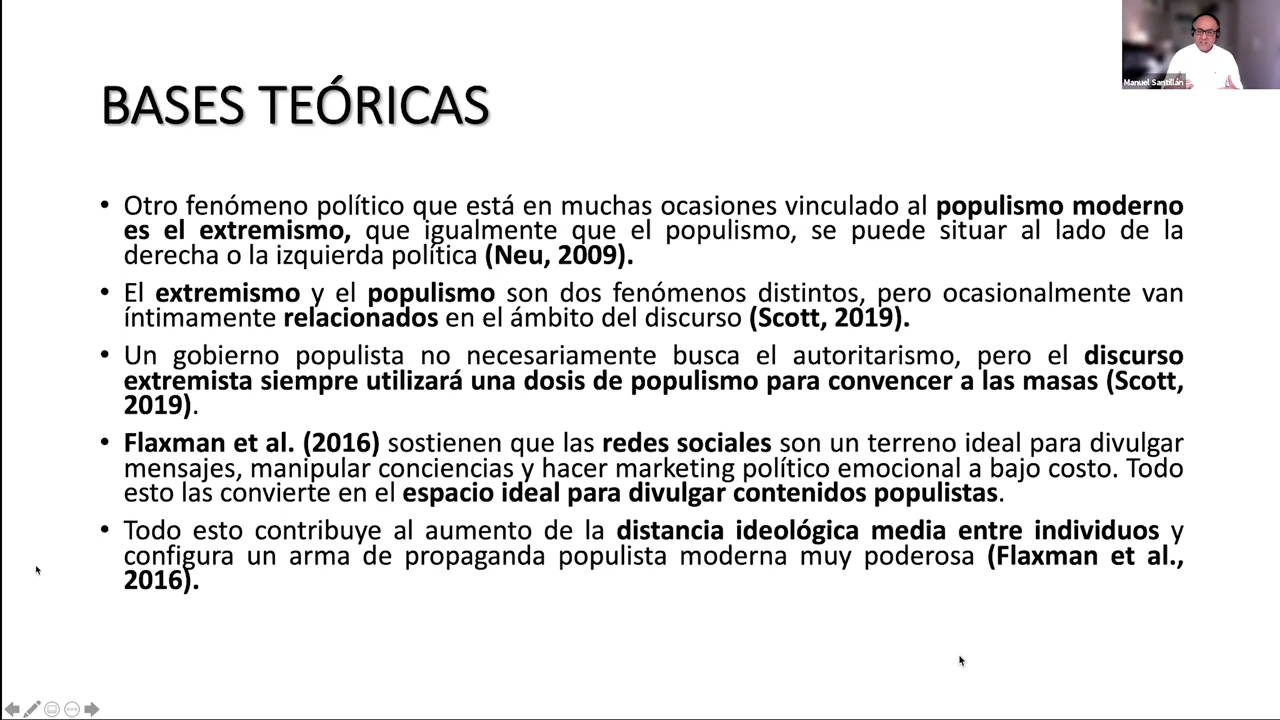 Manuel Santillán
BASES TEÓRICAS
• Otro fenómeno político que está en muchas ocasiones vinculado al populismo moderno
es el extremismo, que igualmente que el populismo, se puede situar al lado de la
derecha o la izquierda política (Neu, 2009).
• El extremismo y el populismo son dos fenómenos distintos, pero ocasionalmente van
íntimamente relacionados en el ámbito del discurso (Scott, 2019).
• Un gobierno populista no necesariamente busca el autoritarismo, pero el discurso
extremista siempre utilizará una dosis de populismo para convencer a las masas (Scott,
2019).
• Flaxman et al. (2016) sostienen que las redes sociales son un terreno ideal para divulgar
mensajes, manipular conciencias y hacer marketing político emocional a bajo costo. Todo
esto las convierte en el espacio ideal para divulgar contenidos populistas.
• Todo esto contribuye al aumento de la distancia ideológica media entre individuos y
configura un arma de propaganda populista moderna muy poderosa (Flaxman et al.,
2016).